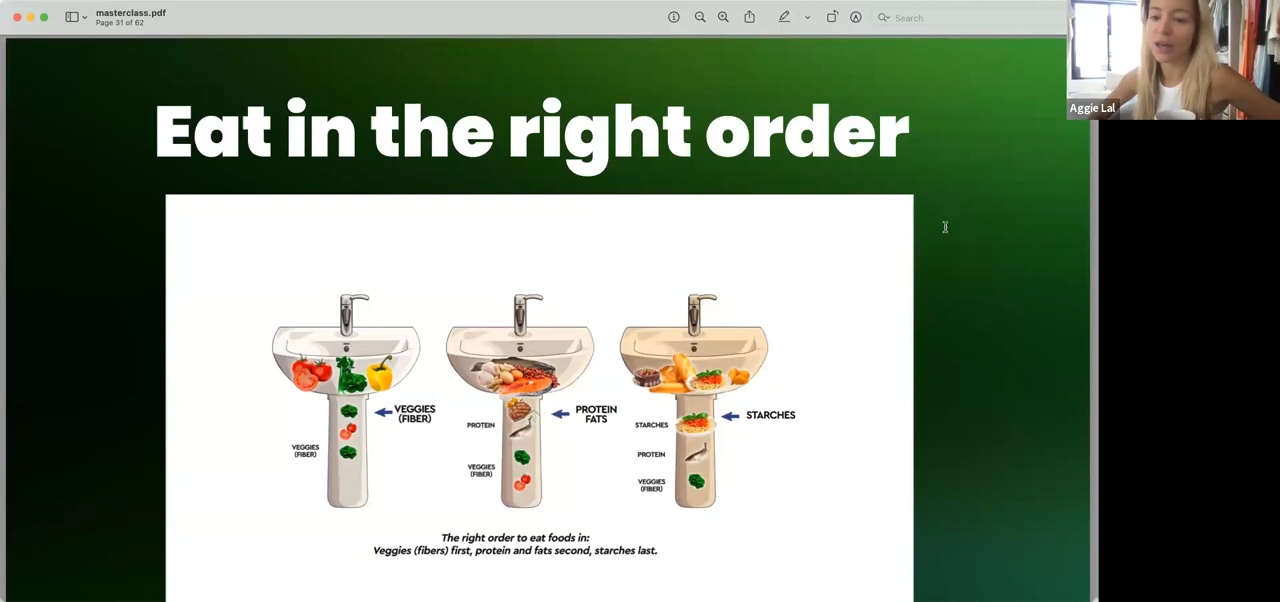 masterclass.pdf
Page 31 of 62
Search
Aggie Lal
Eat in the right order
VEGGIES
(FIBER)
VEGGIES
(FIBER)
PROTEIN
FATS
PROTEIN
VEGGIES
(FIBER)
STARCHES
STARCHES
PROTEIN
VEGGIES
(FIBER)
The right order to eat foods in:
Veggies (fibers) first, protein and fats second, starches last.